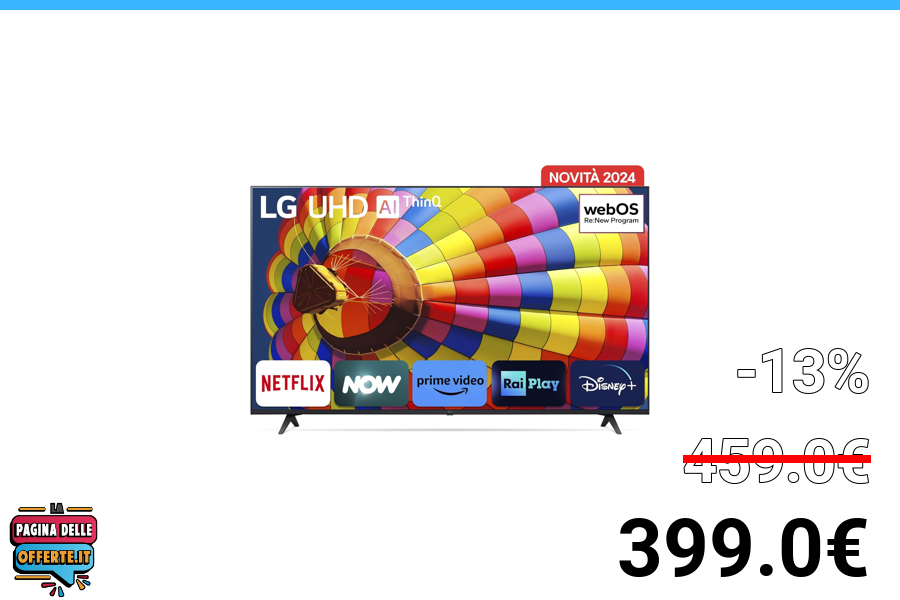 NOVITÀ 2024
LG UHD AI ThinQ
webOS
Re:New Program
NETFLIX
NOW
prime video
Rai Play
Disney+
-13%
459.0€
399.0€
LA
PAGINA DELLE
OFFERTE.IT